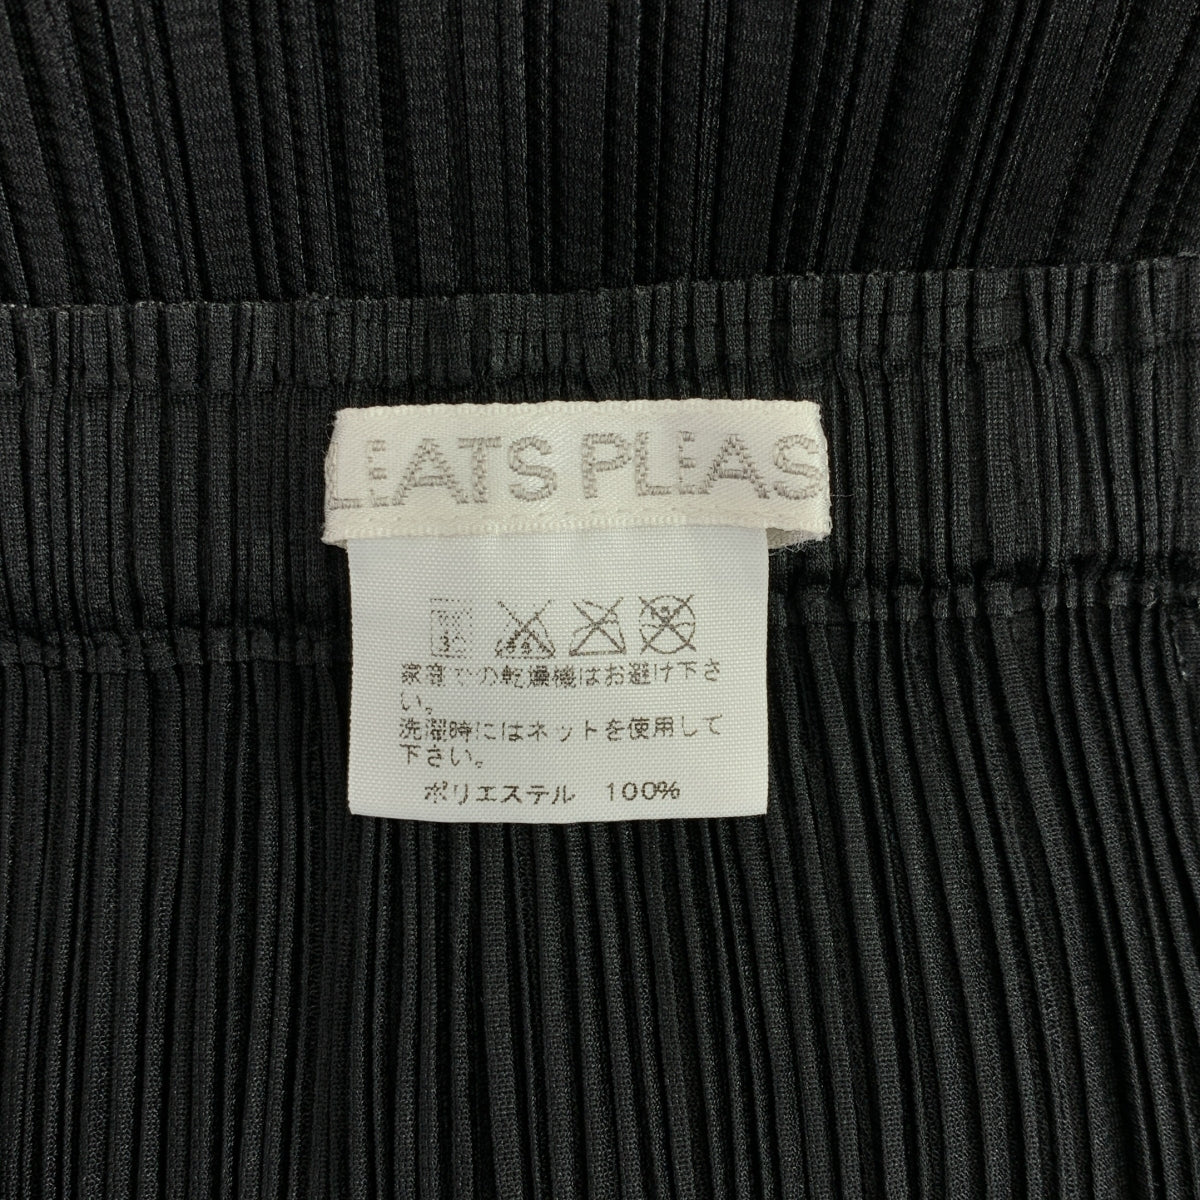 LEATS PLEAS
家庭での乾燥機はお避け下さ
い。
洗濯時にはネットを使用して
下さい。
ポリエステル 100%